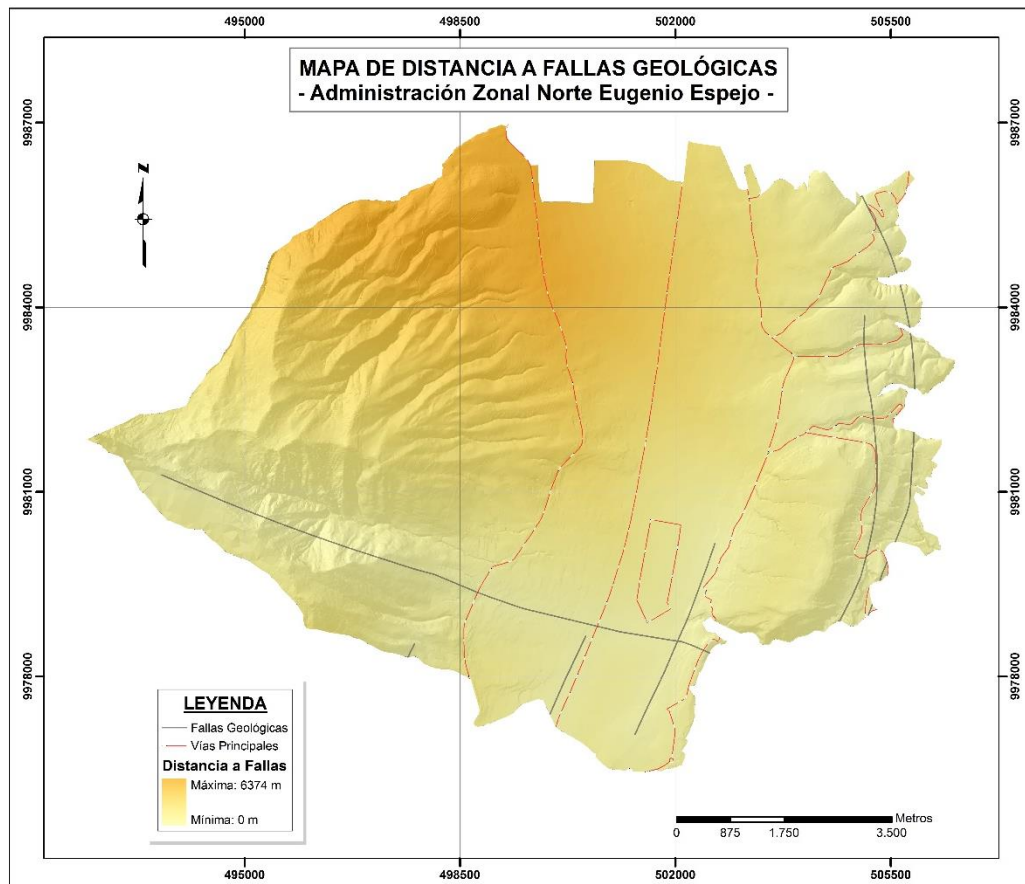 495000
498500
502000
505500
MAPA DE DISTANCIA A FALLAS GEOLÓGICAS
- Administración Zonal Norte Eugenio Espejo -
9987000
9987000
N
9984000
9984000
9981000
9981000
9978000
9978000
LEYENDA
Fallas Geológicas
Vías Principales
Distancia a Fallas
Máxima: 6374 m
Mínima: 0 m
Metros
0 875 1.750 3.500
495000
498500
502000
505500